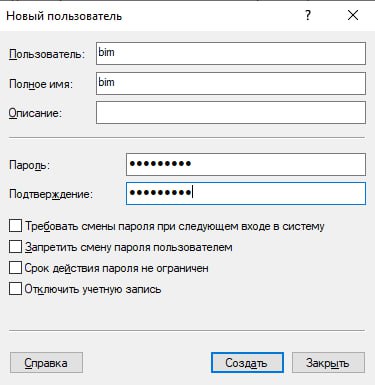 Новый пользователь ? ×
Пользователь: bim
Полное имя: bim
Описание:
Пароль: ●●●●●●●●●
Подтверждение: ●●●●●●●●●
Требовать смены пароля при следующем входе в систему
Запретить смену пароля пользователем
Срок действия пароля не ограничен
Отключить учетную запись
Справка Создать Закрыть